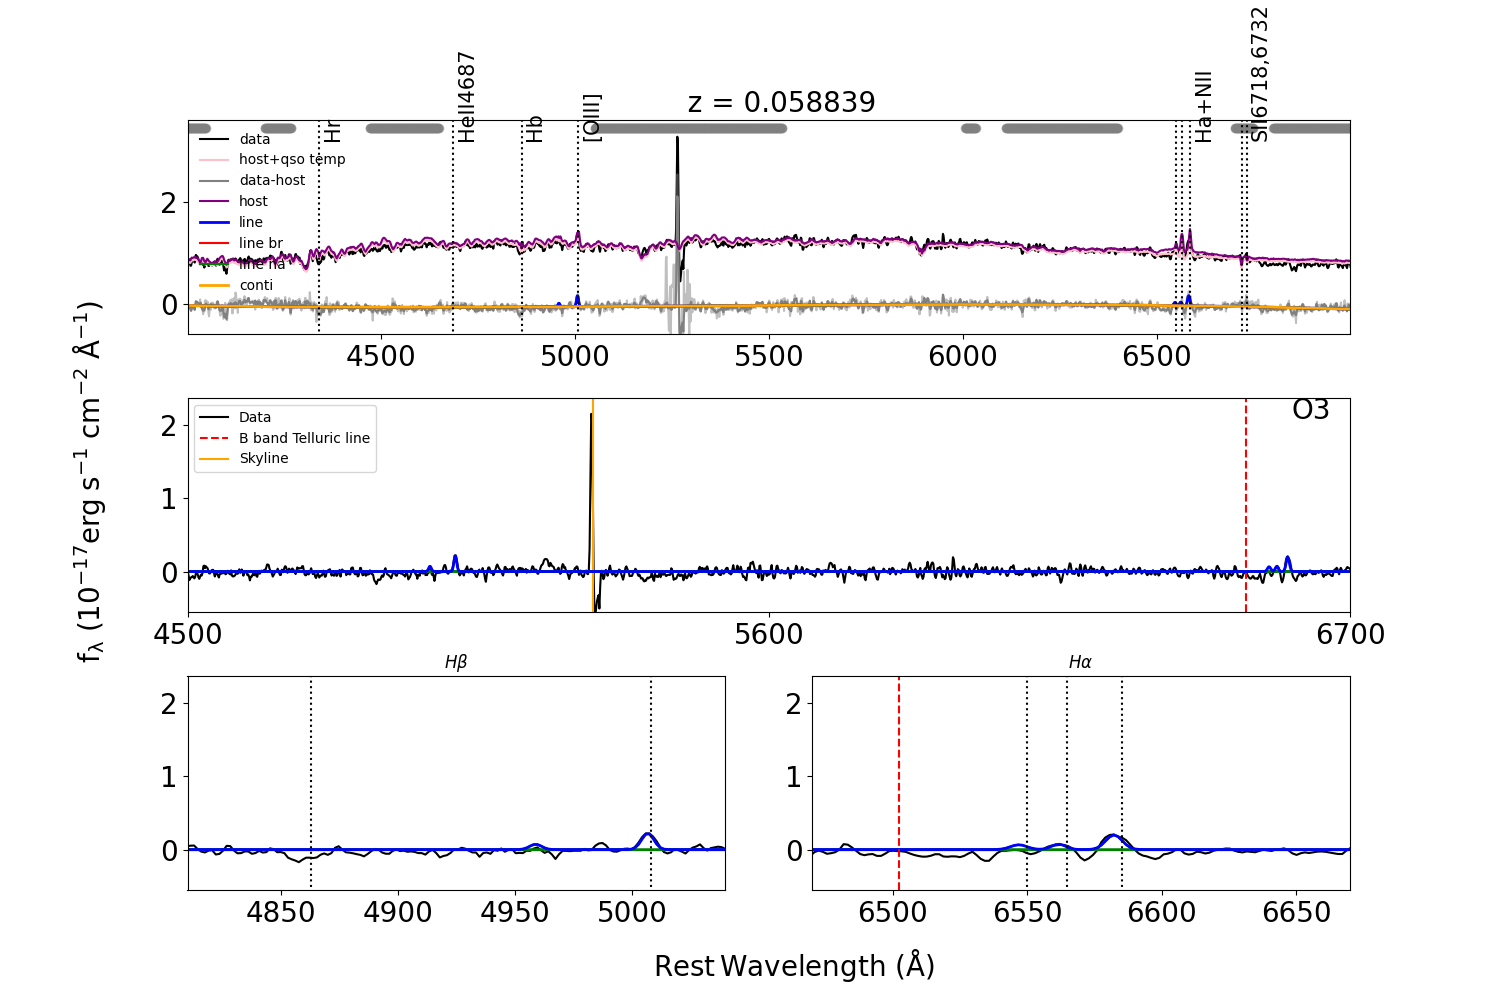 z = 0.058839
Hr
HeII4687
Hb
[OIII]
Ha+NII
SII6718,6732
data
host+qso temp
data-host
host
line
line br
line na
conti
2
0
4500 5000 5500 6000 6500
f_λ (10^−17 erg s^−1 cm^−2 Å^−1)
O3
Data
B band Telluric line
Skyline
2
1
0
4500 5600 6700
Hβ
2
1
0
4850 4900 4950 5000
Hα
2
1
0
6500 6550 6600 6650
Rest Wavelength (Å)